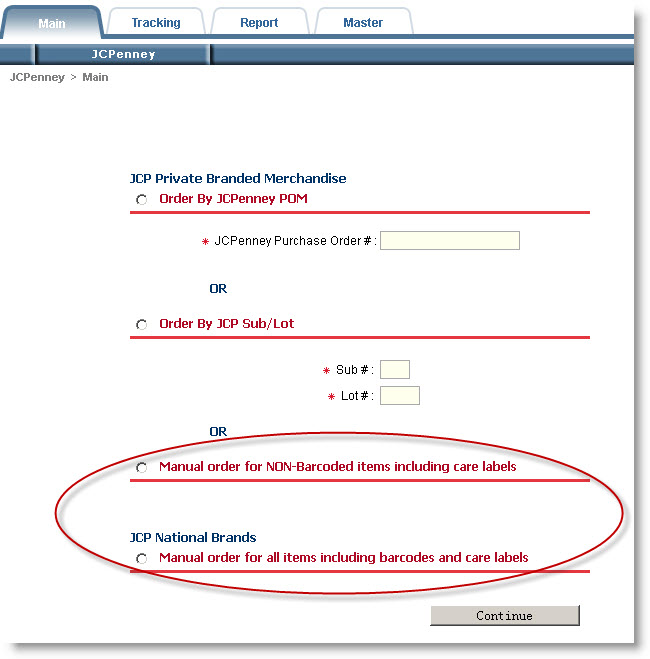 Main Tracking Report Master
JCPenney
JCPenney > Main
JCP Private Branded Merchandise
Order By JCPenney POM
* JCPenney Purchase Order # :
OR
Order By JCP Sub/Lot
* Sub # :
* Lot # :
OR
Manual order for NON-Barcoded items including care labels
JCP National Brands
Manual order for all items including barcodes and care labels
Continue